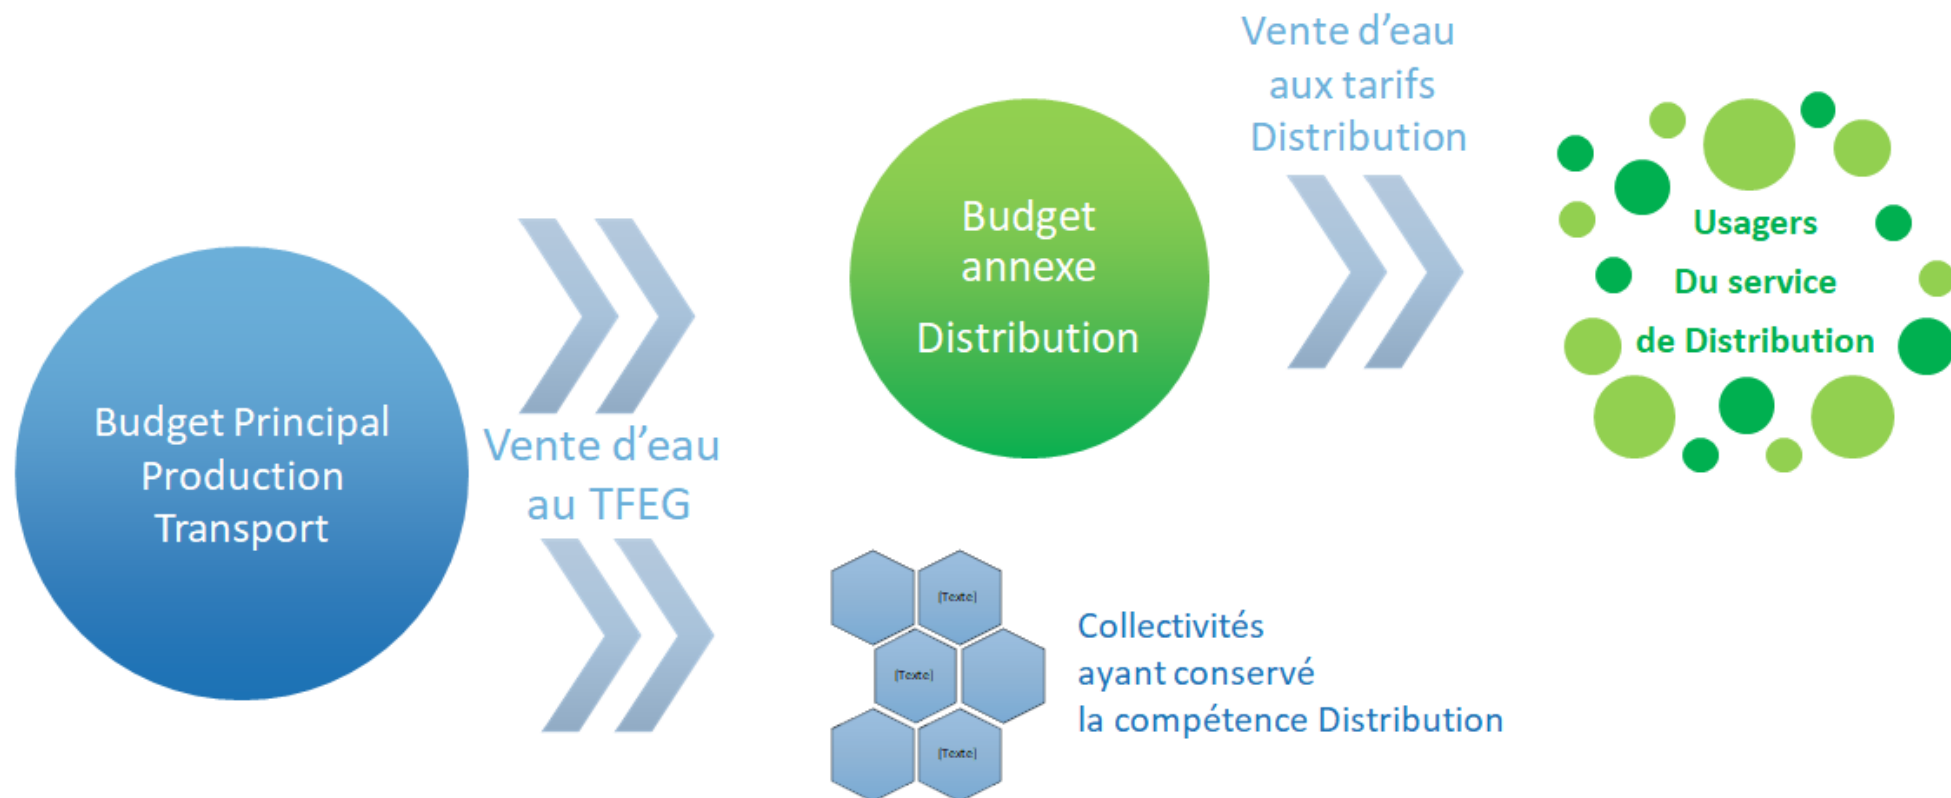 Budget Principal
Production
Transport
Vente d'eau
au TFEG
Budget
annexe
Distribution
Vente d'eau
aux tarifs
Distribution
Usagers
Du service
de Distribution
[Texte]
[Texte]
[Texte]
Collectivités
ayant conservé
la compétence Distribution